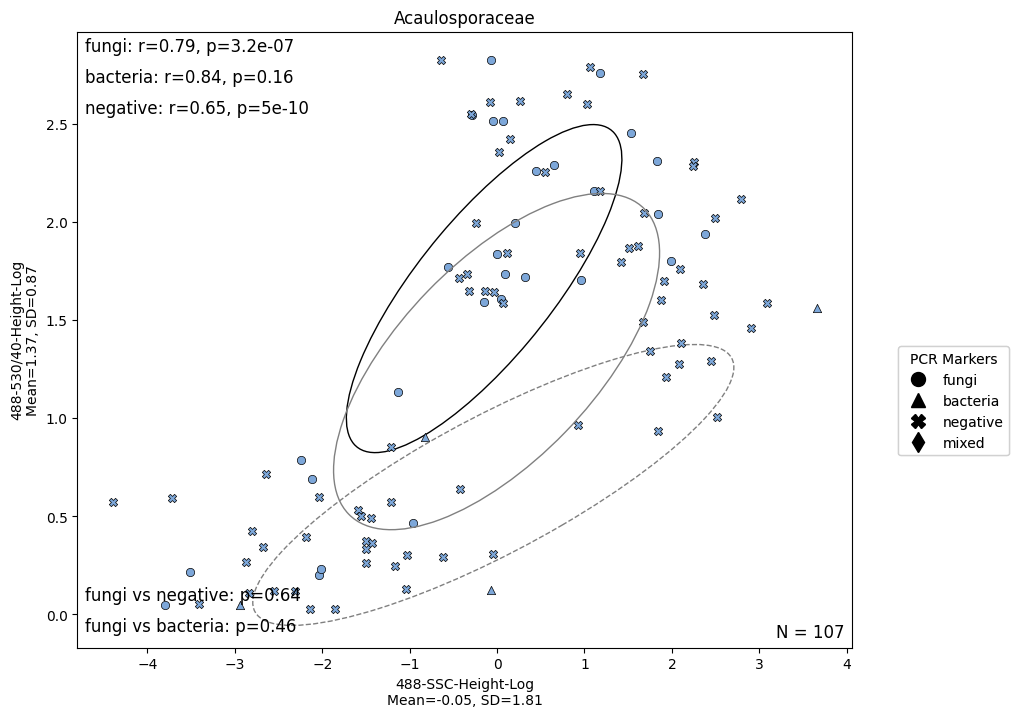 Acaulosporaceae
fungi: r=0.79, p=3.2e-07
bacteria: r=0.84, p=0.16
negative: r=0.65, p=5e-10
2.5
2.0
1.5
1.0
0.5
0.0
488-530/40-Height-Log
Mean=1.37, SD=0.87
fungi vs negative: p=0.64
fungi vs bacteria: p=0.46
N = 107
−4
−3
−2
−1
0
1
2
3
4
488-SSC-Height-Log
Mean=-0.05, SD=1.81
PCR Markers
fungi
bacteria
negative
mixed